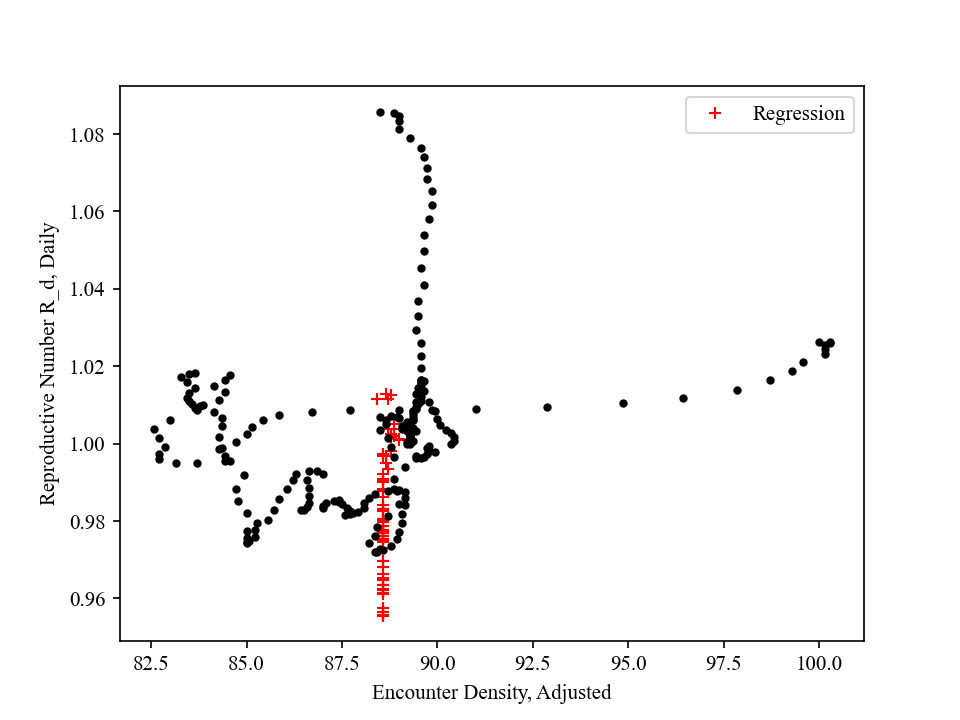 Regression
1.08
1.06
1.04
1.02
1.00
0.98
0.96
Reproductive Number R_d, Daily
82.5 85.0 87.5 90.0 92.5 95.0 97.5 100.0
Encounter Density, Adjusted